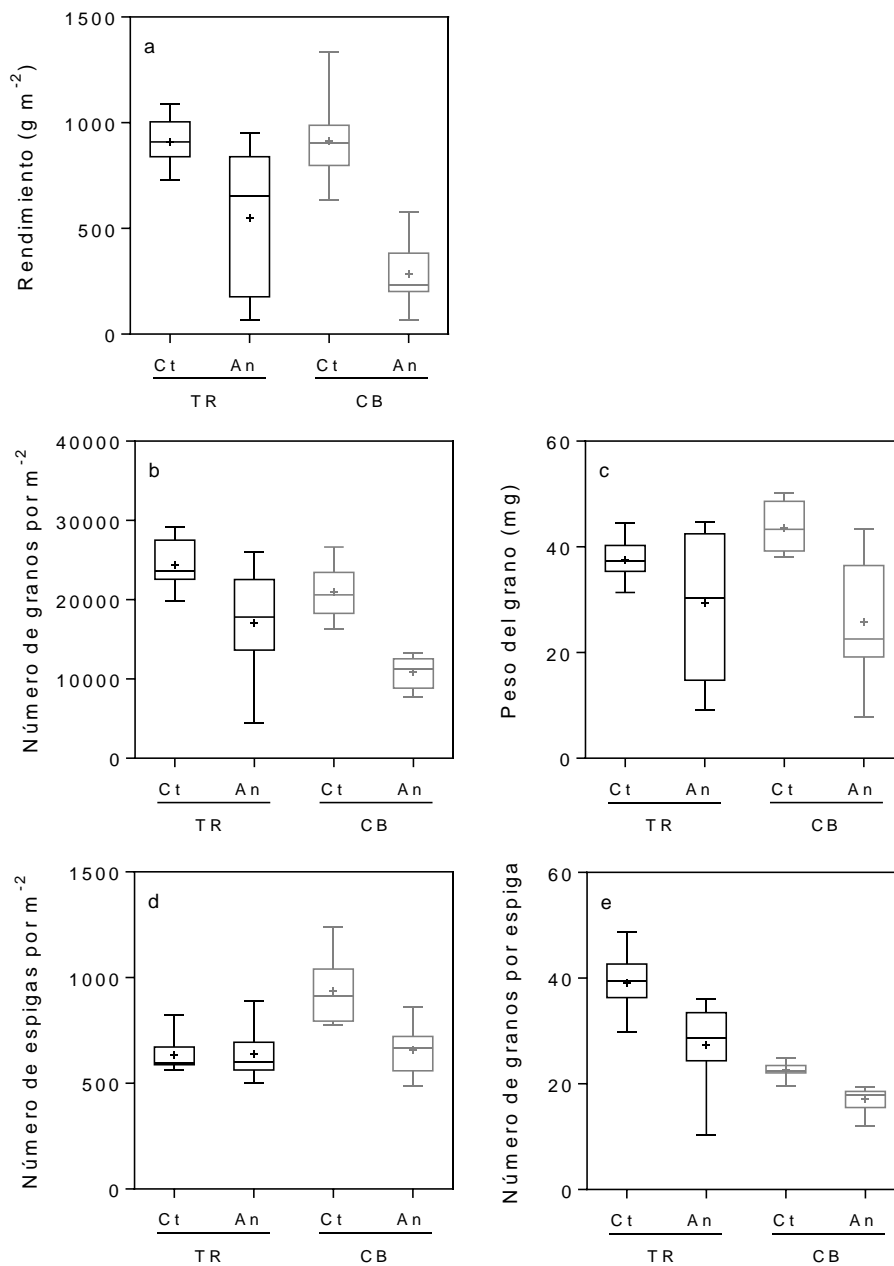 a
Rendimiento (g m⁻²)
1500
1000
500
0
Ct An Ct An
TR CB
b
Número de granos por m⁻²
40000
30000
20000
10000
0
Ct An Ct An
TR CB
c
Peso del grano (mg)
60
40
20
0
Ct An Ct An
TR CB
d
Número de espigas por m⁻²
1500
1000
500
0
Ct An Ct An
TR CB
e
Número de granos por espiga
60
40
20
0
Ct An Ct An
TR CB